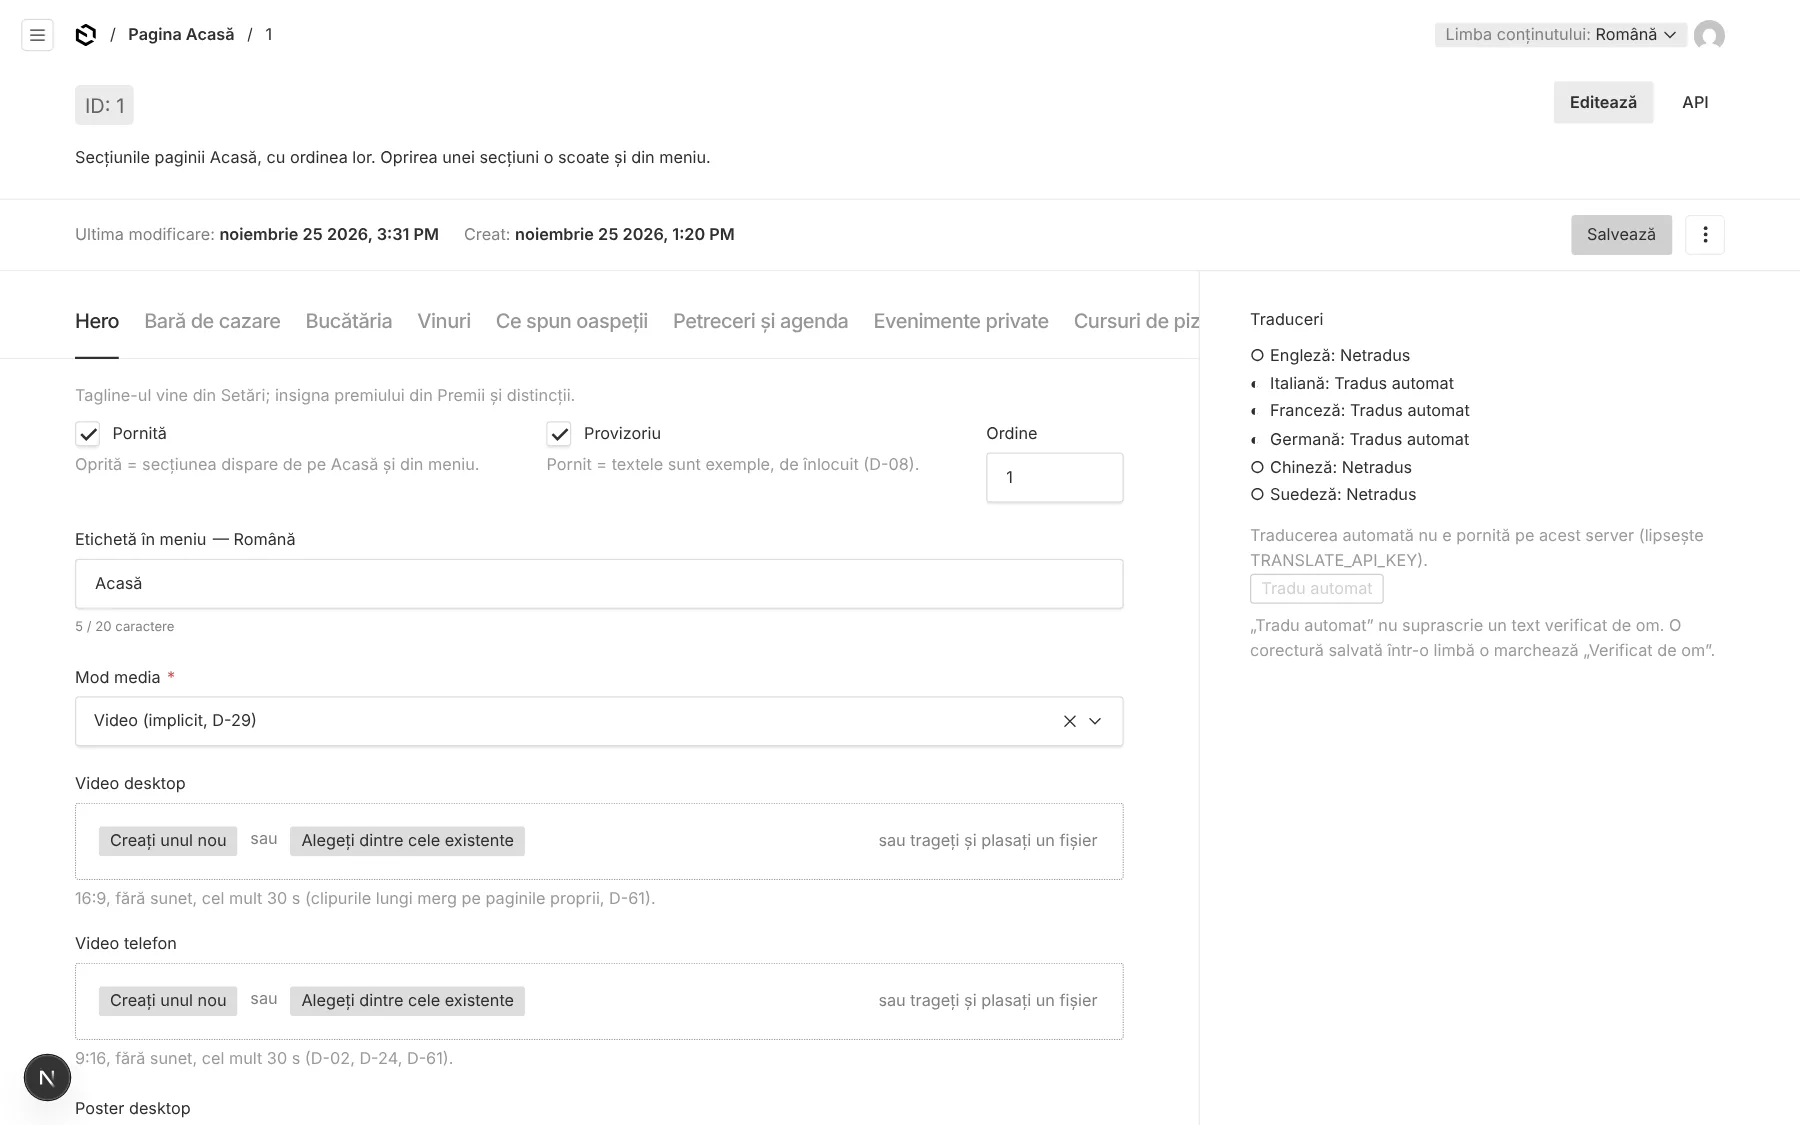 / Pagina Acasă / 1
Limba conținutului: Română
ID: 1
Editează
API
Secțiunile paginii Acasă, cu ordinea lor. Oprirea unei secțiuni o scoate și din meniu.
Ultima modificare: noiembrie 25 2026, 3:31 PM Creat: noiembrie 25 2026, 1:20 PM
Salvează
Hero Bară de cazare Bucătăria Vinuri Ce spun oaspeții Petreceri și agenda Evenimente private Cursuri de piz
Tagline-ul vine din Setări; insigna premiului din Premii și distincții.
Pornită
Oprită = secțiunea dispare de pe Acasă și din meniu.
Provizoriu
Pornit = textele sunt exemple, de înlocuit (D-08).
Ordine
1
Etichetă în meniu — Română
Acasă
5 / 20 caractere
Mod media *
Video (implicit, D-29)
Video desktop
Creați unul nou sau Alegeți dintre cele existente sau trageți și plasați un fișier
16:9, fără sunet, cel mult 30 s (clipurile lungi merg pe paginile proprii, D-61).
Video telefon
Creați unul nou sau Alegeți dintre cele existente sau trageți și plasați un fișier
9:16, fără sunet, cel mult 30 s (D-02, D-24, D-61).
N
Poster desktop
Traduceri
Engleză: Netradus
Italiană: Tradus automat
Franceză: Tradus automat
Germană: Tradus automat
Chineză: Netradus
Suedeză: Netradus
Traducerea automată nu e pornită pe acest server (lipsește
TRANSLATE_API_KEY).
Tradu automat
„Tradu automat” nu suprascrie un text verificat de om. O
corectură salvată într-o limbă o marchează „Verificat de om”.